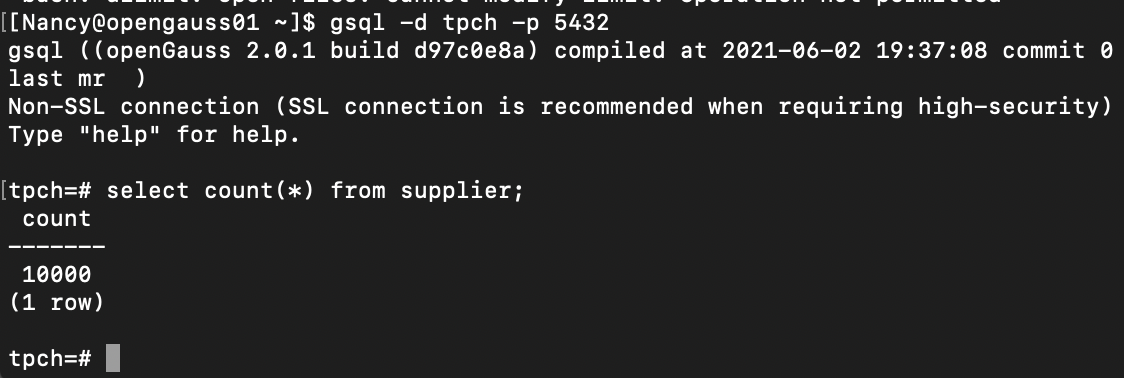 [[Nancy@opengauss01 ~]$ gsql -d tpch -p 5432
gsql ((openGauss 2.0.1 build d97c0e8a) compiled at 2021-06-02 19:37:08 commit 0
last mr  )
Non-SSL connection (SSL connection is recommended when requiring high-security)
Type "help" for help.
[tpch=# select count(*) from supplier;
count
-------
10000
(1 row)
tpch=#